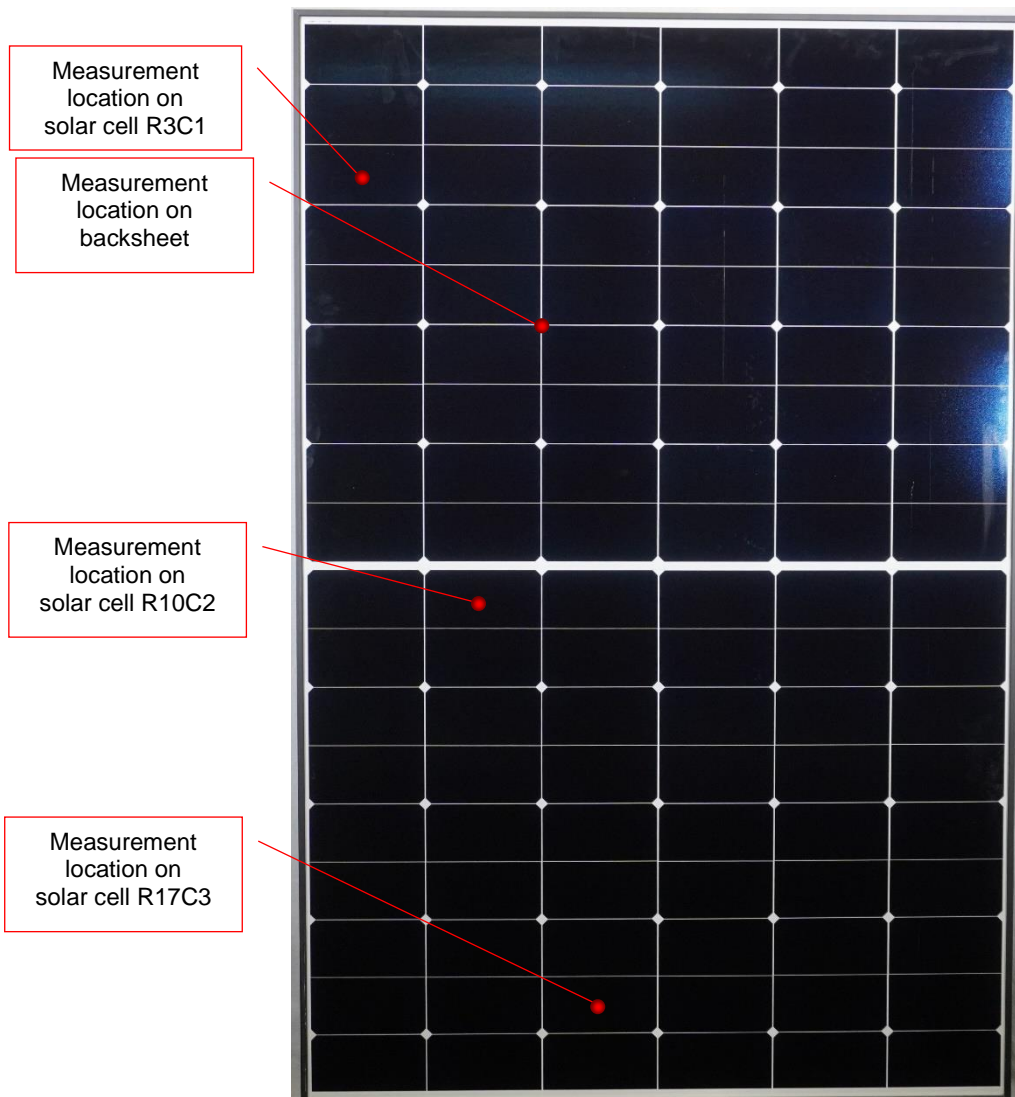 Measurement
location on
solar cell R3C1
Measurement
location on
backsheet
Measurement
location on
solar cell R10C2
Measurement
location on
solar cell R17C3